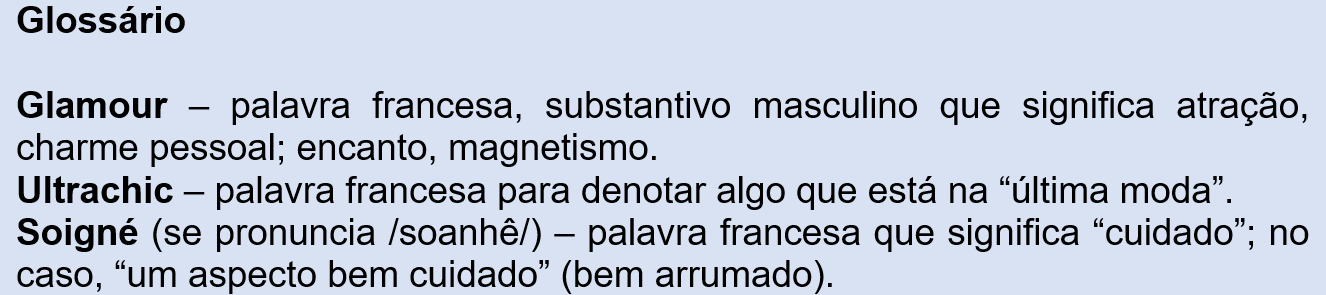 Glossário
Glamour – palavra francesa, substantivo masculino que significa atração,
charme pessoal; encanto, magnetismo.
Ultrachic – palavra francesa para denotar algo que está na “última moda”.
Soigné (se pronuncia /soanhê/) – palavra francesa que significa “cuidado”; no
caso, “um aspecto bem cuidado” (bem arrumado).